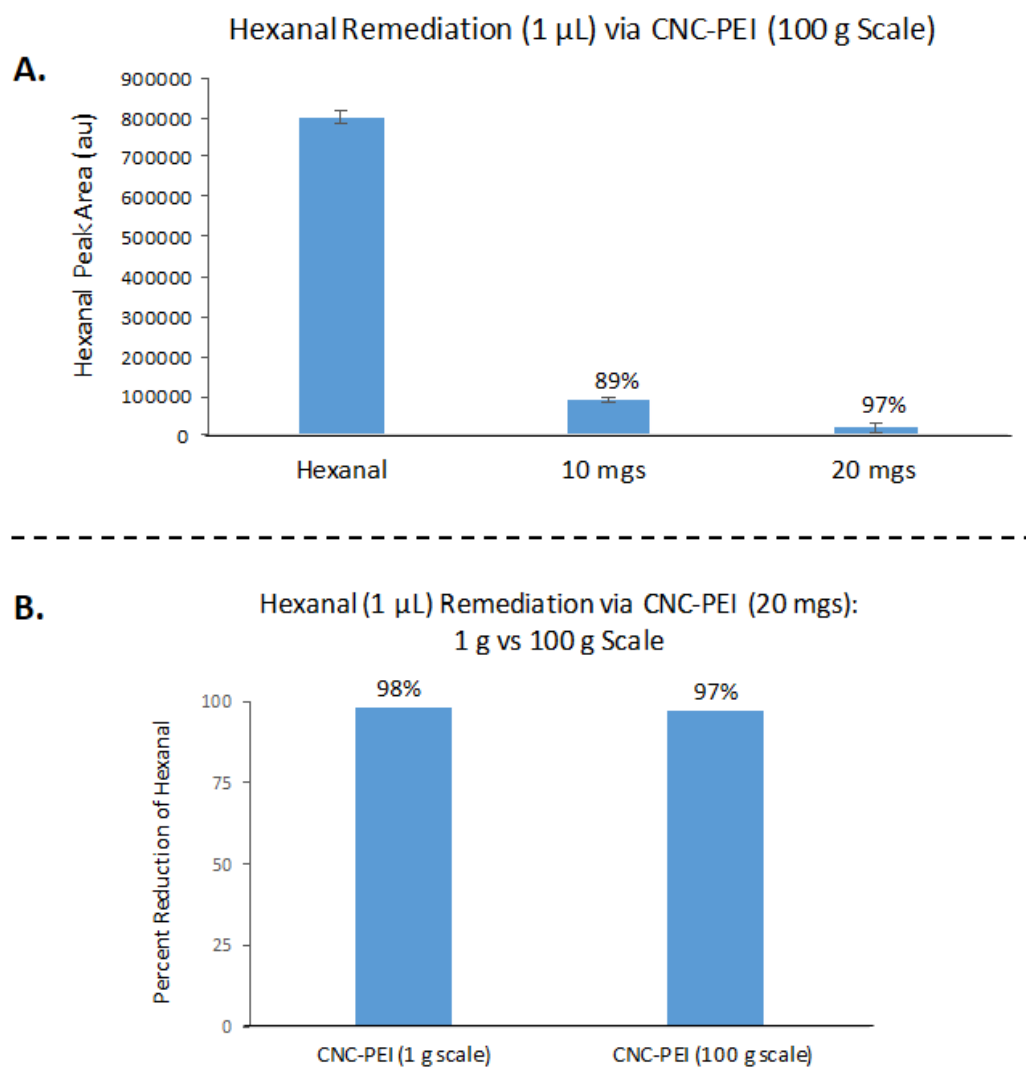 Hexanal Remediation (1 µL) via CNC-PEI (100 g Scale)
A.
Hexanal Peak Area (au)
900000
800000
700000
600000
500000
400000
300000
200000
100000
0
89%
97%
Hexanal
10 mgs
20 mgs
B.
Hexanal (1 µL) Remediation via CNC-PEI (20 mgs):
1 g vs 100 g Scale
Percent Reduction of Hexanal
100
75
50
25
0
98%
97%
CNC-PEI (1 g scale)
CNC-PEI (100 g scale)